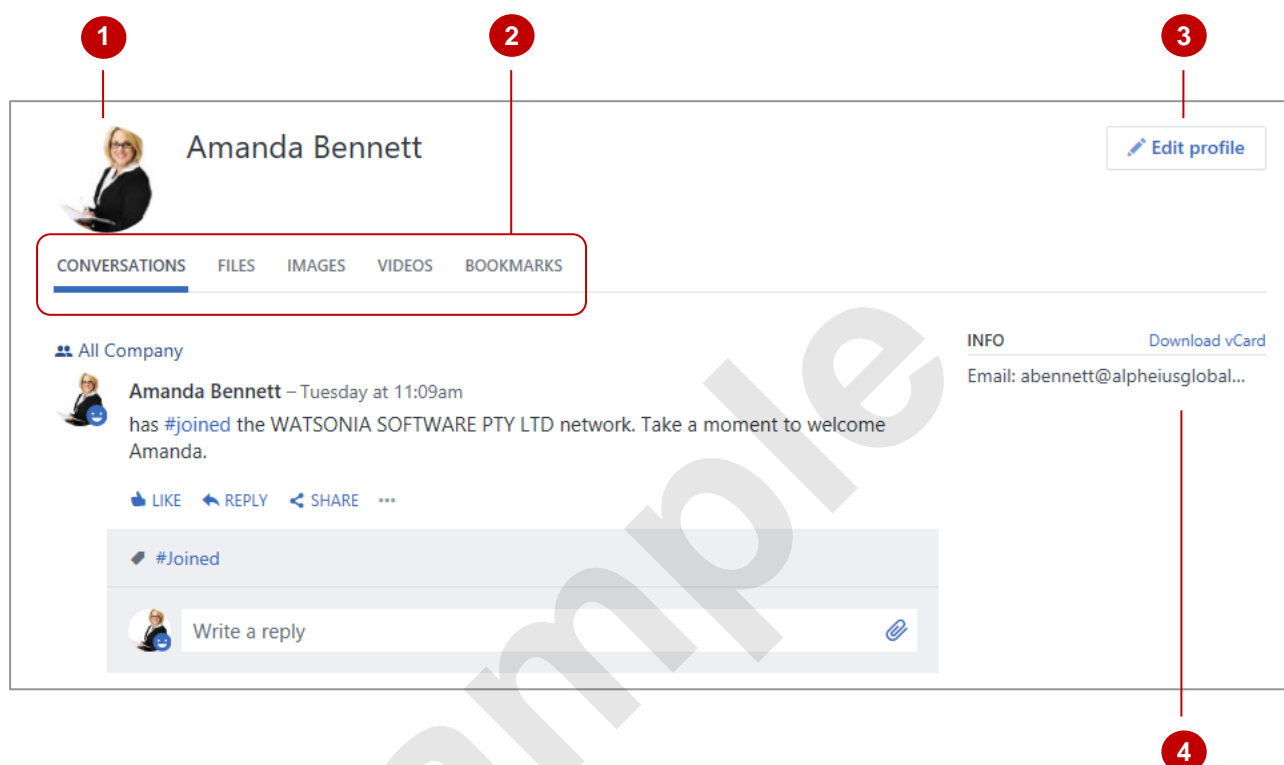 1
2
3
Amanda Bennett
Edit profile
CONVERSATIONS FILES IMAGES VIDEOS BOOKMARKS
All Company
Amanda Bennett – Tuesday at 11:09am
has #joined the WATSONIA SOFTWARE PTY LTD network. Take a moment to welcome
Amanda.
LIKE REPLY SHARE •••
#Joined
Write a reply
INFO Download vCard
Email: abennett@alpheiusglobal...
4
ample